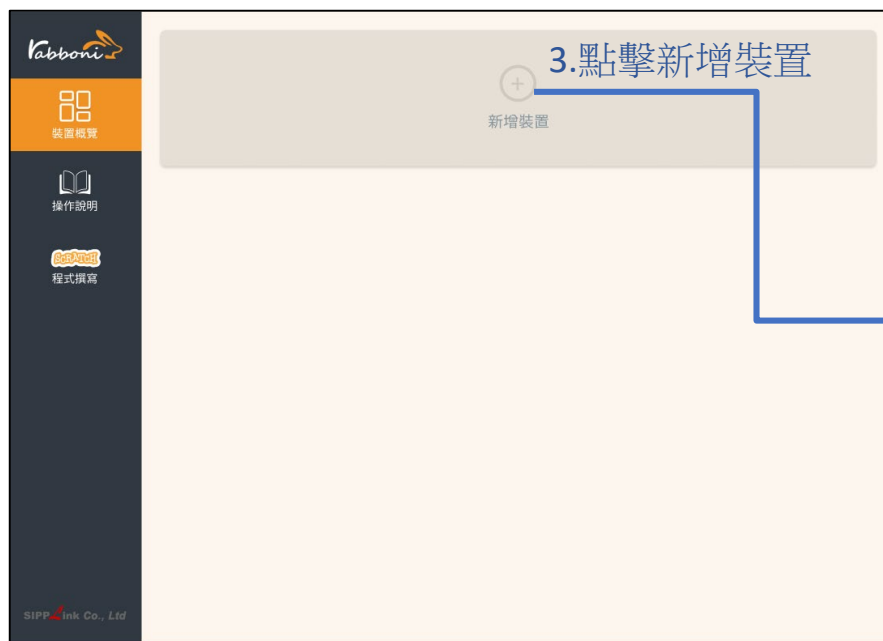 rabboni
3.點擊新增裝置
新增裝置
裝置概覽
操作說明
SCRATCH
程式撰寫
SIPPLink Co., Ltd